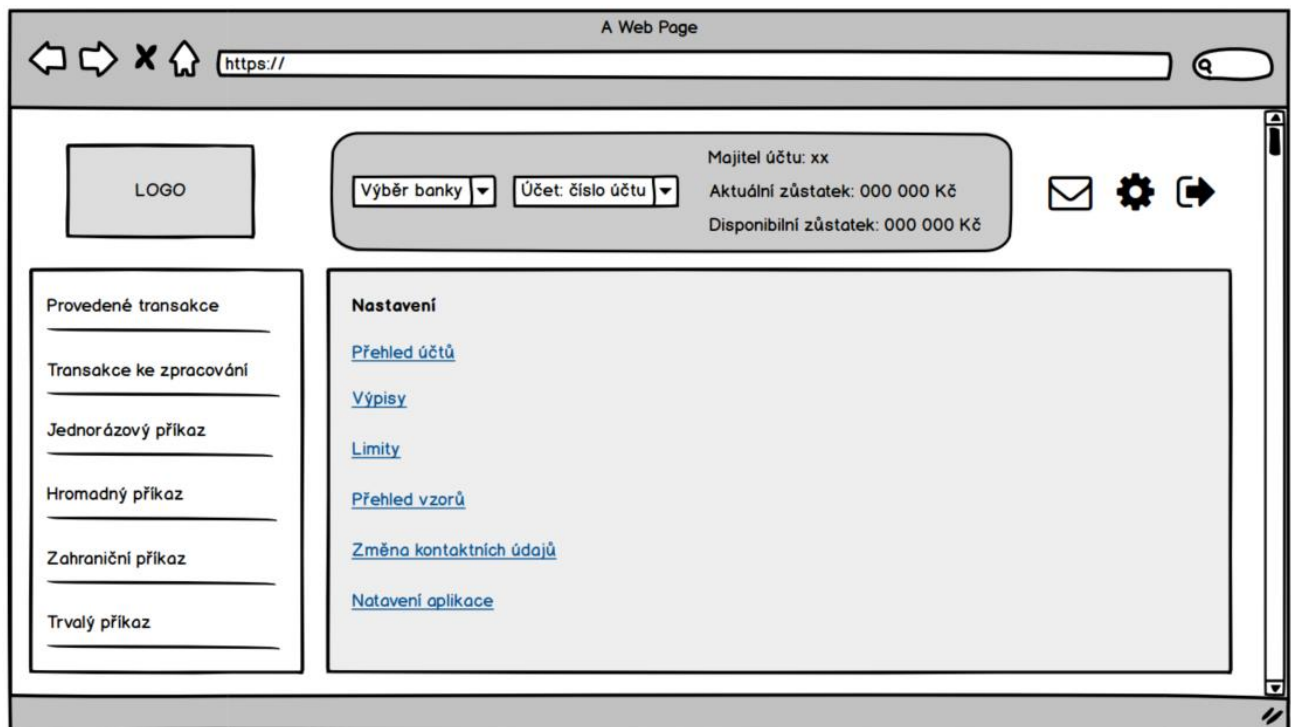 A Web Page
https://
LOGO
Výběr banky
Účet: číslo účtu
Majitel účtu: xx
Aktuální zůstatek: 000 000 Kč
Disponibilní zůstatek: 000 000 Kč
Provedené transakce
Transakce ke zpracování
Jednorázový příkaz
Hromadný příkaz
Zahraniční příkaz
Trvalý příkaz
Nastavení
Přehled účtů
Výpisy
Limity
Přehled vzorů
Změna kontaktních údajů
Natavení aplikace